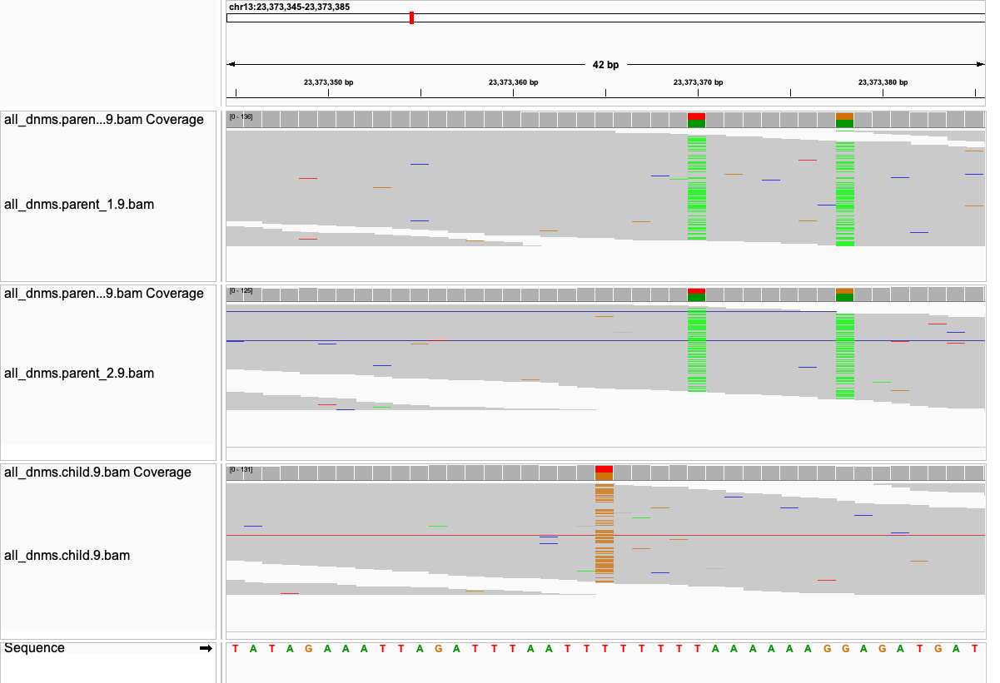 chr13:23,373,345-23,373,385
42 bp
23,373,350 bp 23,373,360 bp 23,373,370 bp 23,373,380 bp
all_dnms.paren...9.bam Coverage
[0 - 136]
all_dnms.parent_1.9.bam
all_dnms.paren...9.bam Coverage
[0 - 125]
all_dnms.parent_2.9.bam
all_dnms.child.9.bam Coverage
[0 - 131]
all_dnms.child.9.bam
Sequence T A T A G A A A T T A G A T T T A A T T T T T T T T A A A A A A G G A G A T G A T